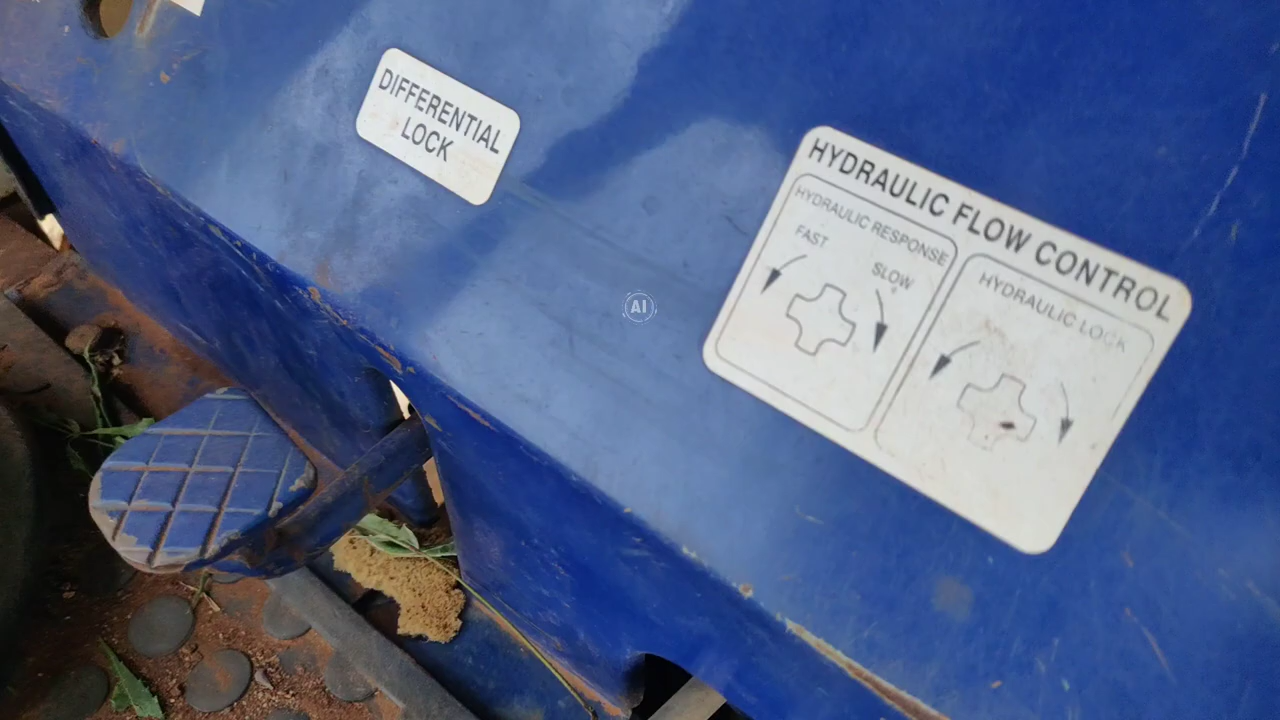 DIFFERENTIAL
LOCK
HYDRAULIC FLOW CONTROL
HYDRAULIC RESPONSE
FAST
SLOW
HYDRAULIC LOCK
AI